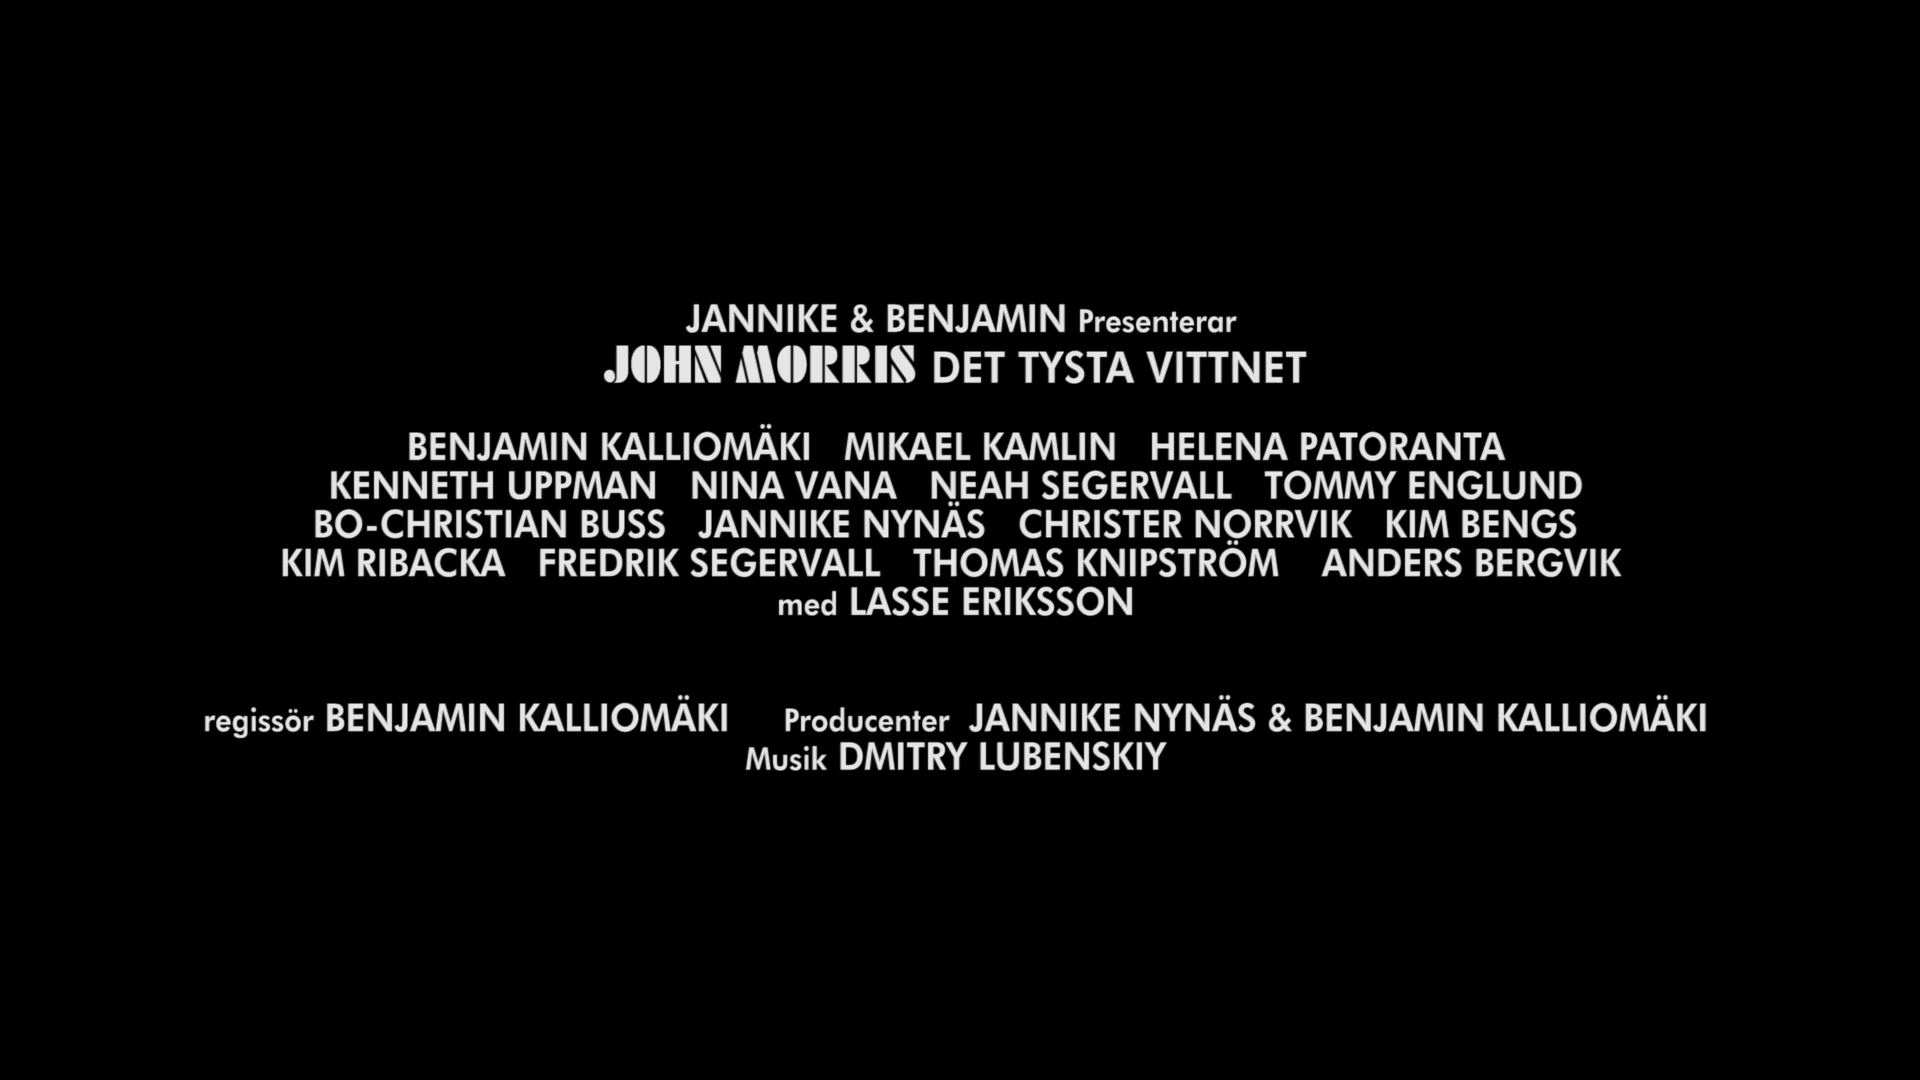 JANNIKE & BENJAMIN Presenterar
JOHN MORRIS DET TYSTA VITTNET
BENJAMIN KALLIOMÄKI MIKAEL KAMLIN HELENA PATORANTA
KENNETH UPPMAN NINA VANA NEAH SEGERVALL TOMMY ENGLUND
BO-CHRISTIAN BUSS JANNIKE NYNÄS CHRISTER NORRVIK KIM BENGS
KIM RIBACKA FREDRIK SEGERVALL THOMAS KNIPSTRÖM ANDERS BERGVIK
med LASSE ERIKSSON
regissör BENJAMIN KALLIOMÄKI Producenter JANNIKE NYNÄS & BENJAMIN KALLIOMÄKI
Musik DMITRY LUBENSKIY